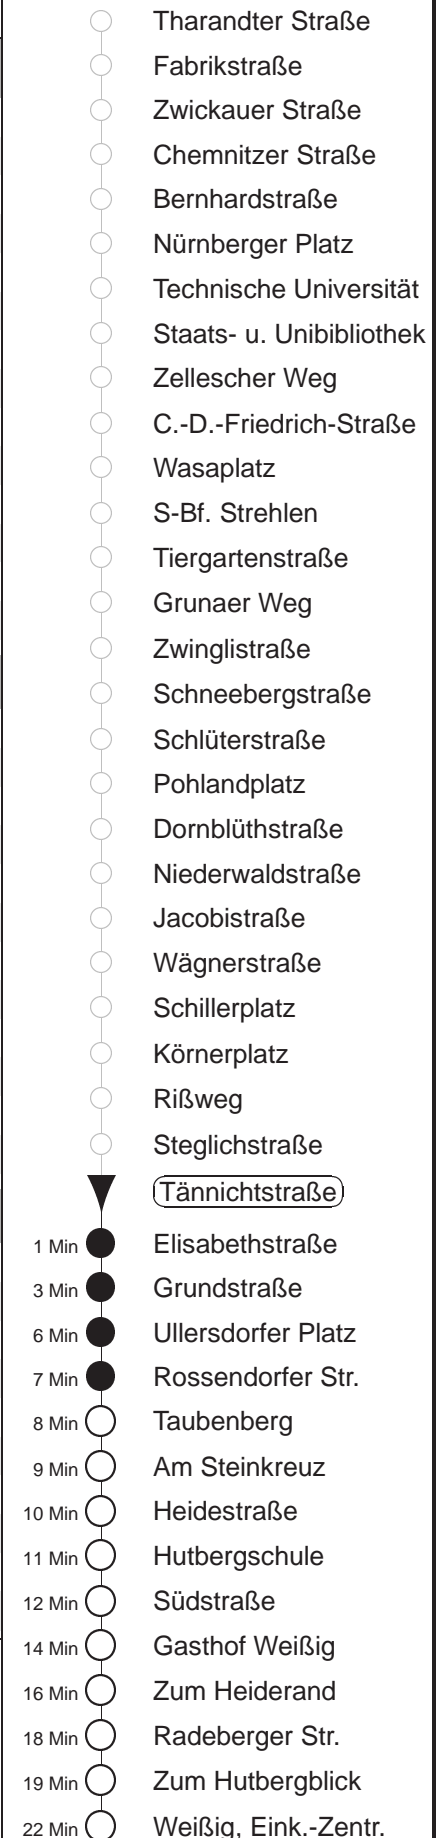 Tharandter Straße
Fabrikstraße
Zwickauer Straße
Chemnitzer Straße
Bernhardstraße
Nürnberger Platz
Technische Universität
Staats- u. Unibibliothek
Zellescher Weg
C.-D.-Friedrich-Straße
Wasaplatz
S-Bf. Strehlen
Tiergartenstraße
Grunaer Weg
Zwinglistraße
Schneebergstraße
Schlüterstraße
Pohlandplatz
Dornblüthstraße
Niederwaldstraße
Jacobistraße
Wägnerstraße
Schillerplatz
Körnerplatz
Rißweg
Steglichstraße
Tännichtstraße
1 Min Elisabethstraße
3 Min Grundstraße
6 Min Ullersdorfer Platz
7 Min Rossendorfer Str.
8 Min Taubenberg
9 Min Am Steinkreuz
10 Min Heidestraße
11 Min Hutbergschule
12 Min Südstraße
14 Min Gasthof Weißig
16 Min Zum Heiderand
18 Min Radeberger Str.
19 Min Zum Hutbergblick
22 Min Weißig, Eink.-Zentr.